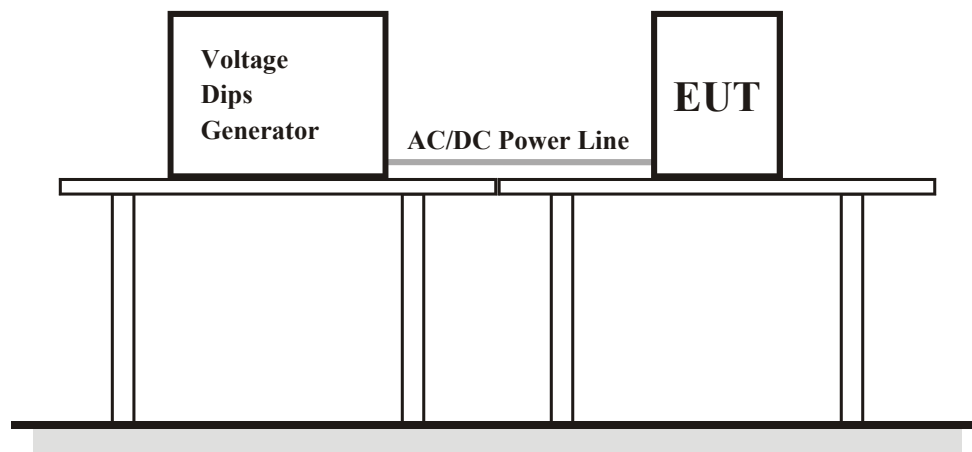 Voltage
Dips
Generator
AC/DC Power Line
EUT